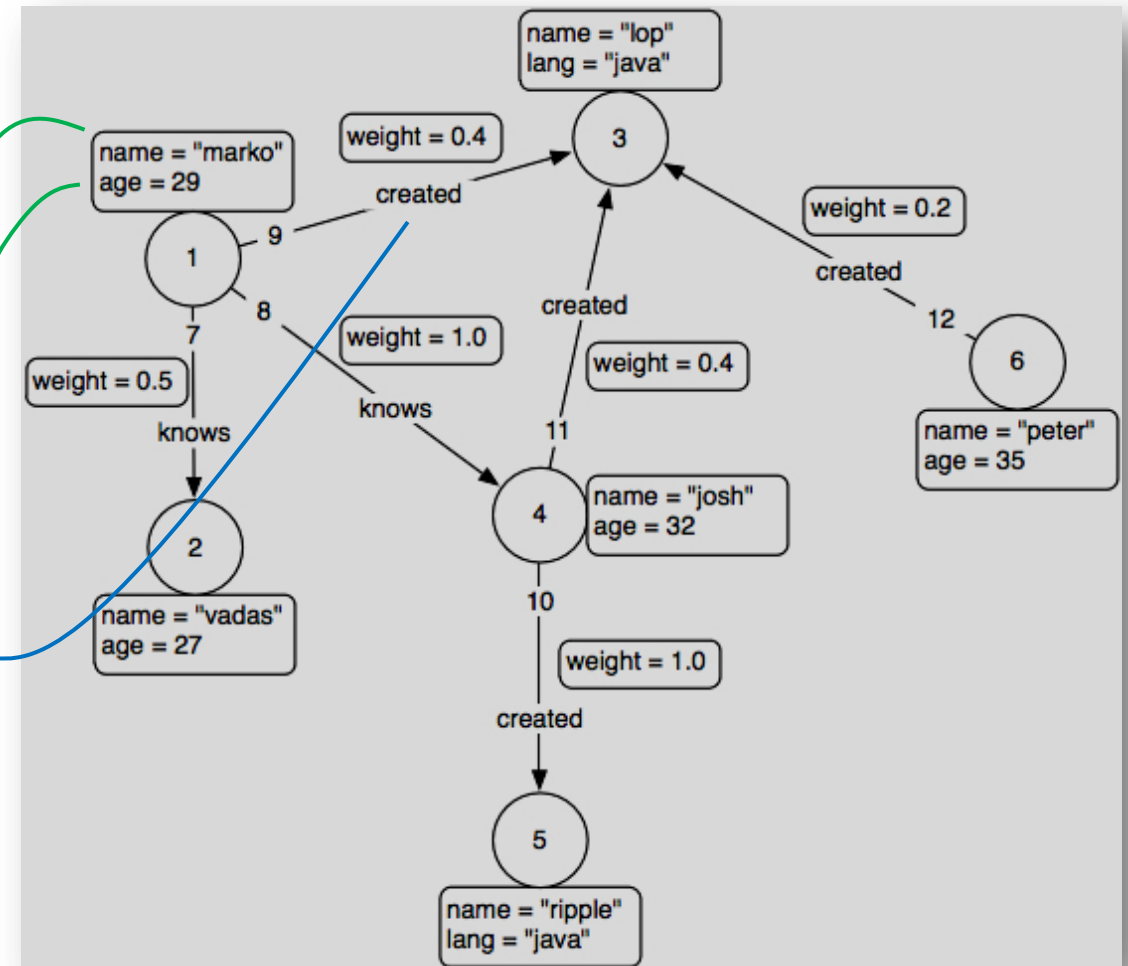 name = "lop"
lang = "java"
3
weight = 0.4
name = "marko"
age = 29
created
9
1
weight = 0.2
created
12
8
7
created
weight = 1.0
weight = 0.4
weight = 0.5
knows
knows
11
6
name = "peter"
age = 35
4
name = "josh"
age = 32
2
name = "vadas"
age = 27
10
weight = 1.0
created
5
name = "ripple"
lang = "java"